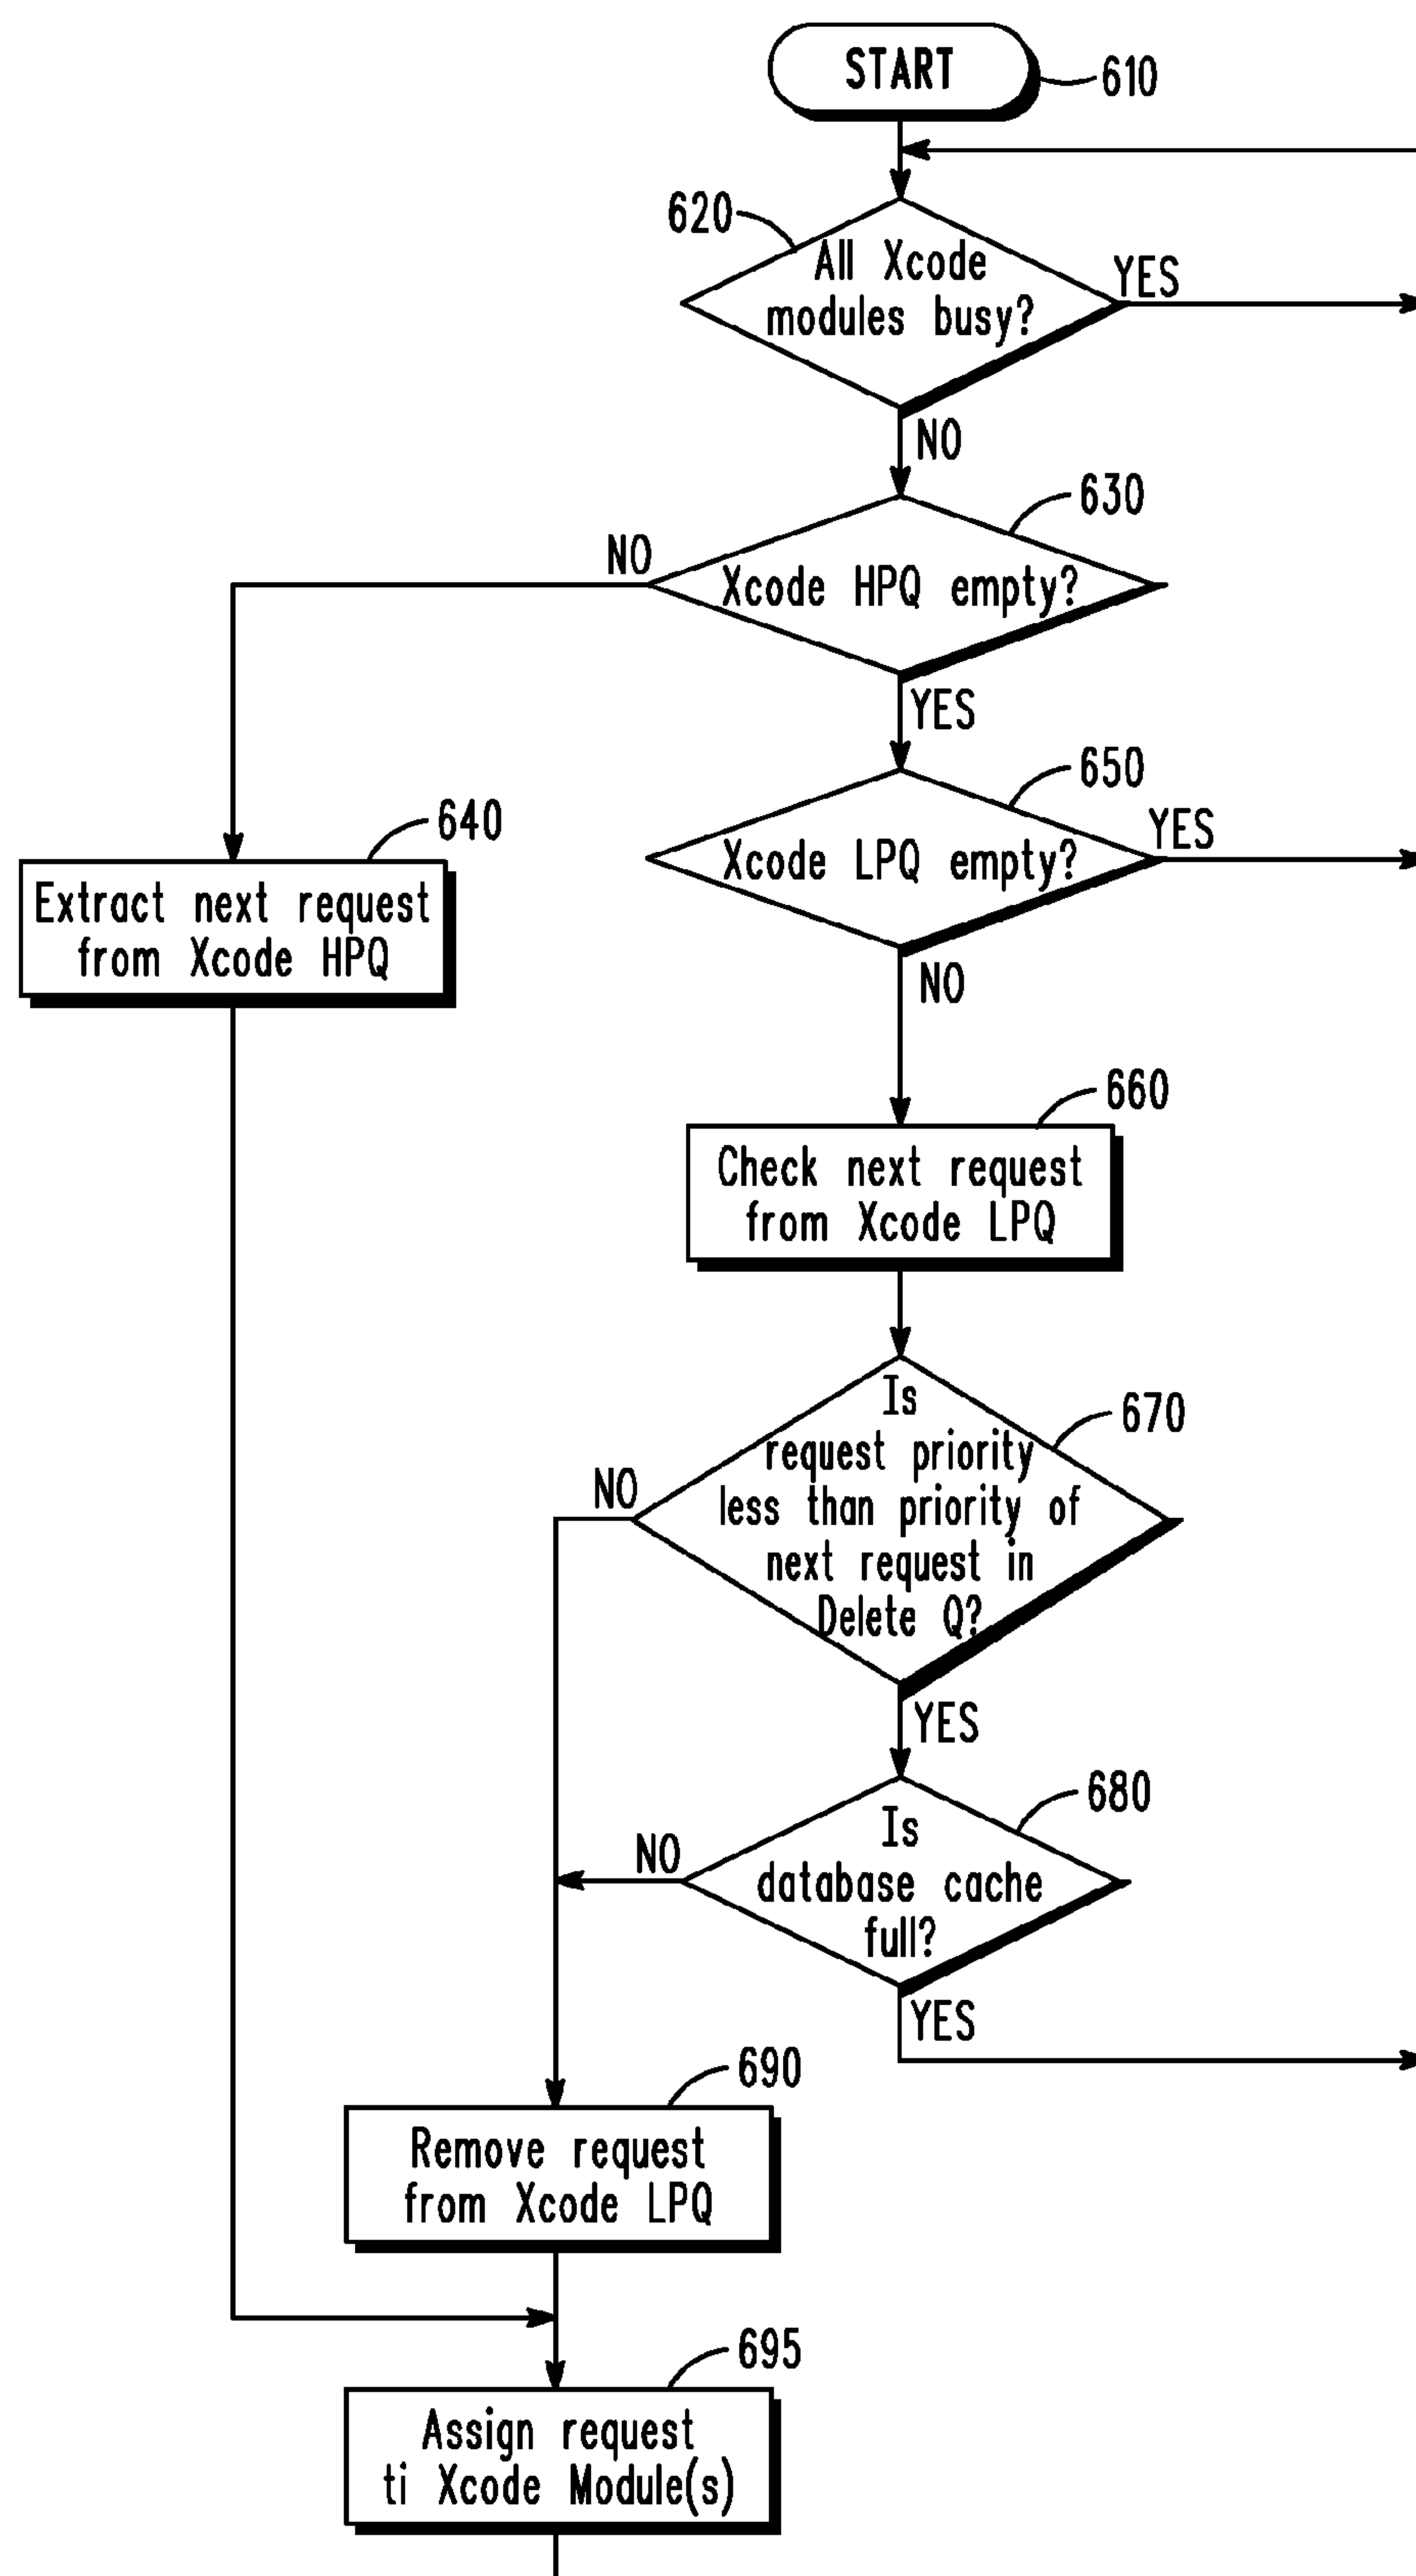 START
610
620
All Xcode
modules busy?
YES
NO
630
NO
Xcode HPQ empty?
YES
650
YES
Xcode LPQ empty?
NO
640
Extract next request
from Xcode HPQ
660
Check next request
from Xcode LPQ
670
Is
request priority
less than priority of
next request in
Delete Q?
NO
YES
680
Is
database cache
full?
NO
YES
690
Remove request
from Xcode LPQ
695
Assign request
ti Xcode Module(s)